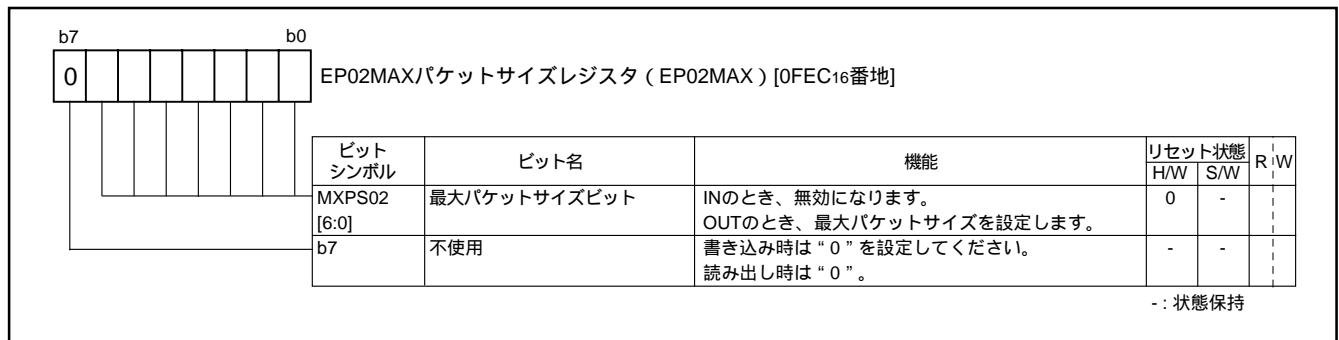 b7 b0
0
EP02MAXパケットサイズレジスタ（EP02MAX）[0FEC16番地]
ビット シンボル ビット名 機能 リセット状態 H/W S/W R W
MXPS02 [6:0] 最大パケットサイズビット INのとき、無効になります。 0 -
OUTのとき、最大パケットサイズを設定します。
b7 不使用 書き込み時は“0”を設定してください。 - -
読み出し時は“0”。
- : 状態保持